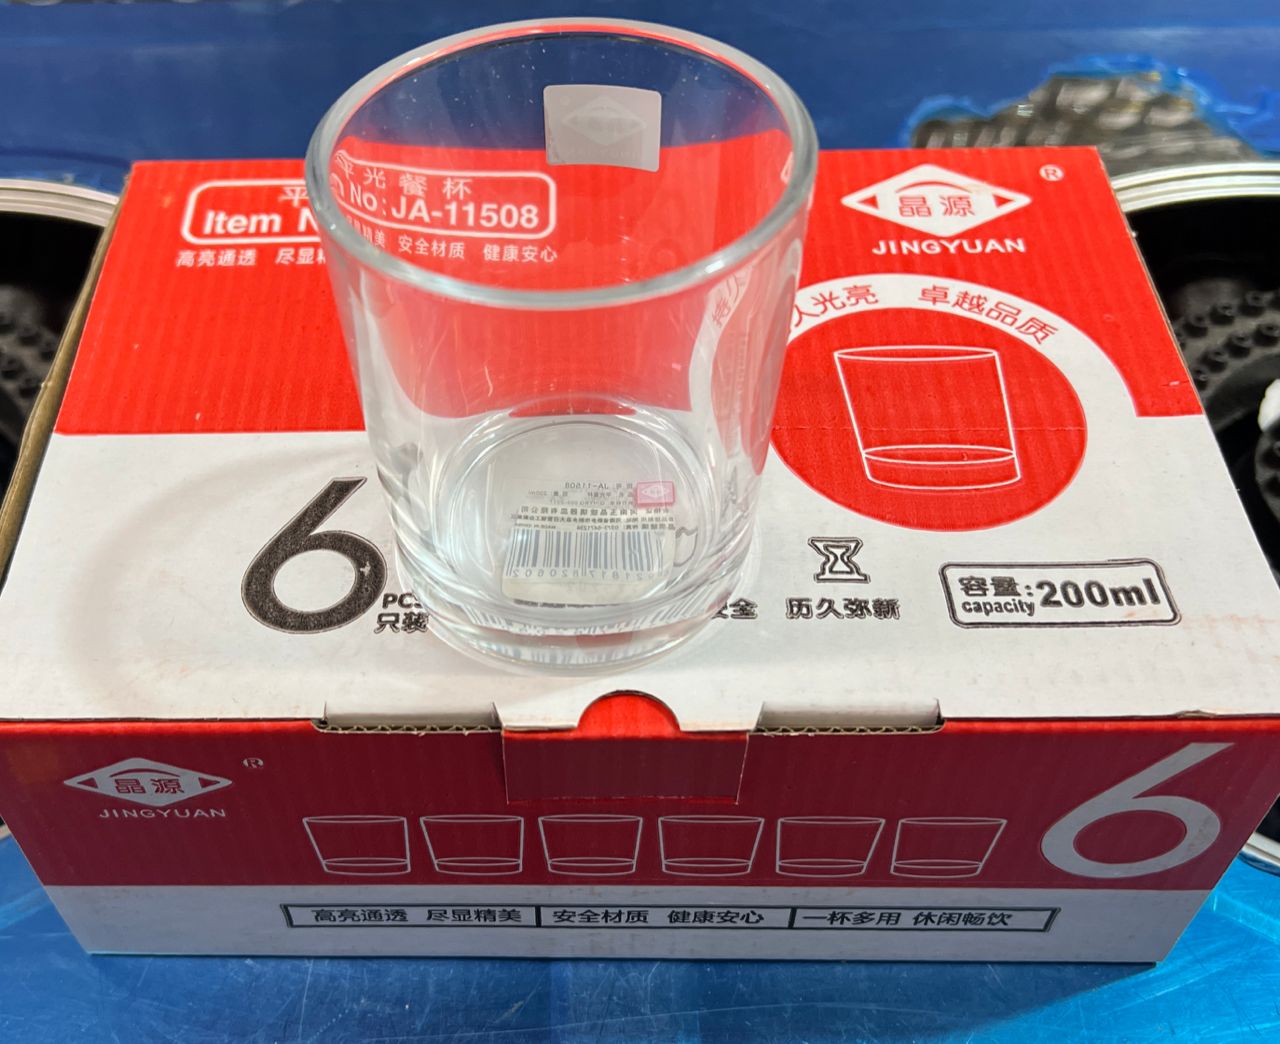 平光餐杯
Item No:JA-11508
高亮通透 尽显精美 安全材质 健康安心
晶源
®
JINGYUAN
人光亮 卓越品质
6
PCS
只装
安全
历久弥新
容量:200ml
capacity
JA-11508
晶源
®
JINGYUAN
6
高亮通透 尽显精美 安全材质 健康安心 一杯多用 休闲畅饮